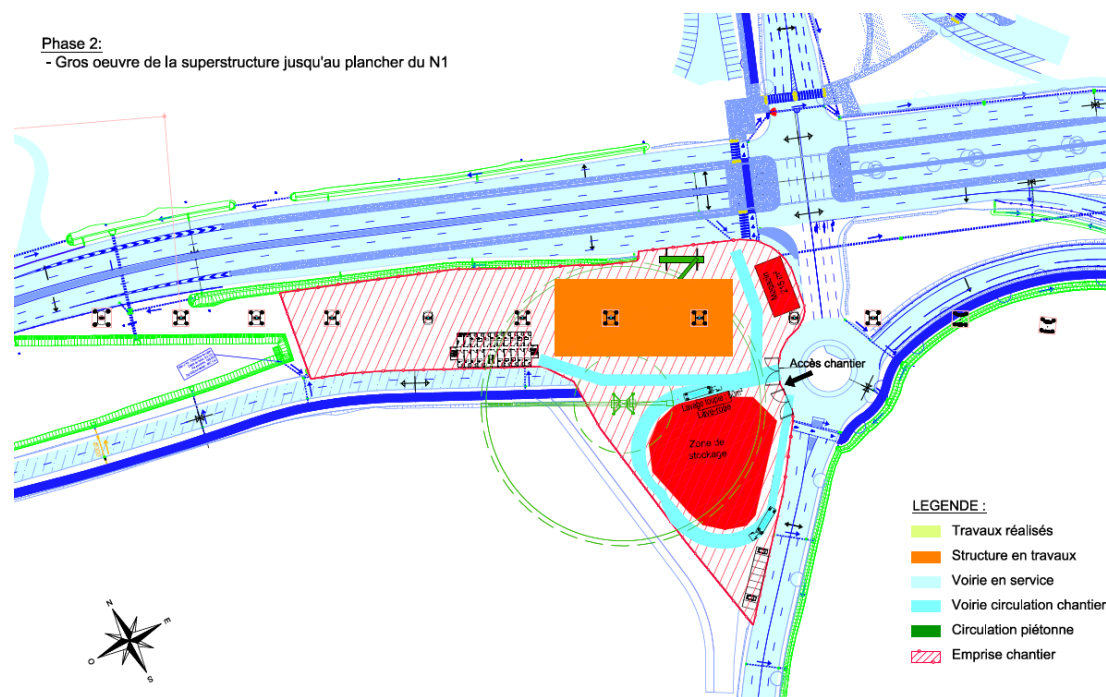 Phase 2:
- Gros oeuvre de la superstructure jusqu'au plancher du N1
Accès chantier
Zone de
stockage
LEGENDE :
Travaux réalisés
Structure en travaux
Voirie en service
Voirie circulation chantier
Circulation piétonne
Emprise chantier
N
E
O
S